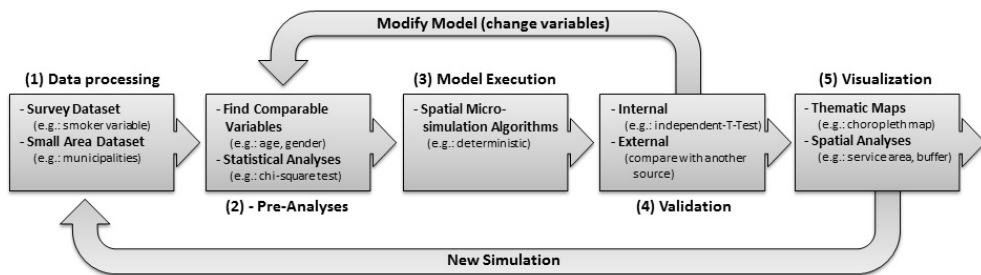 Modify Model (change variables)
(1) Data processing
- Survey Dataset
(e.g.: smoker variable)
- Small Area Dataset
(e.g.: municipalities)
- Find Comparable
Variables
(e.g.: age, gender)
- Statistical Analyses
(e.g.: chi-square test)
(2) - Pre-Analyses
(3) Model Execution
- Spatial Micro-
simulation Algorithms
(e.g.: deterministic)
- Internal
(e.g.: independent-T-Test)
- External
(compare with another
source)
(4) Validation
(5) Visualization
- Thematic Maps
(e.g.: choropleth map)
- Spatial Analyses
(e.g.: service area, buffer)
New Simulation